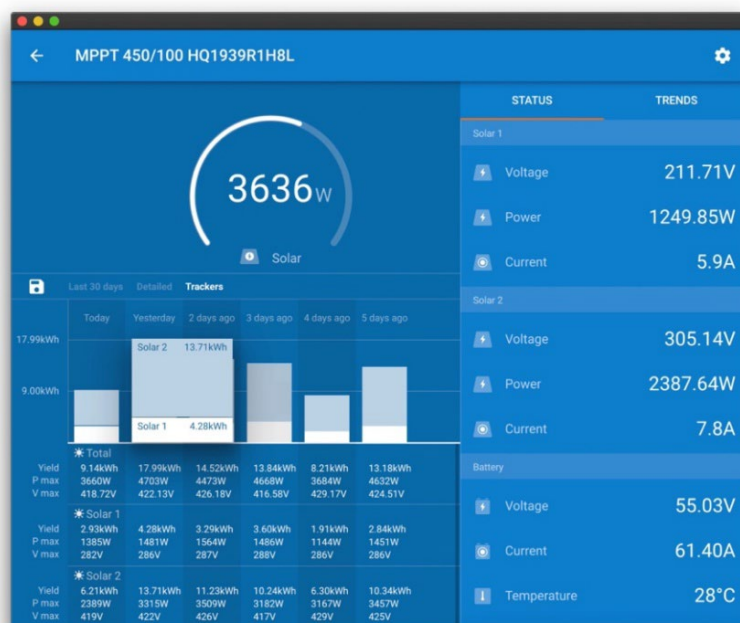 MPPT 450/100 HQ1939R1H8L
3636W
Solar
Last 30 days Detailed Trackers
Today Yesterday 2 days ago 3 days ago 4 days ago 5 days ago
17.99kWh
Solar 2 13.71kWh
9.00kWh
Solar 1 4.28kWh
Total
Yield 9.14kWh 17.99kWh 14.52kWh 13.84kWh 8.21kWh 13.18kWh
P max 3660W 4703W 4473W 4668W 3684W 4632W
V max 418.72V 422.13V 426.18V 416.58V 429.17V 424.51V
Solar 1
Yield 2.93kWh 4.28kWh 3.29kWh 3.60kWh 1.91kWh 2.84kWh
P max 1385W 1481W 1564W 1486W 1144W 1451W
V max 282V 286V 287V 288V 286V 286V
Solar 2
Yield 6.21kWh 13.71kWh 11.23kWh 10.24kWh 6.30kWh 10.34kWh
P max 2389W 3315W 3509W 3182W 3167W 3457W
V max 419V 422V 426V 417V 429V 425V
STATUS TRENDS
Solar 1
Voltage 211.71V
Power 1249.85W
Current 5.9A
Solar 2
Voltage 305.14V
Power 2387.64W
Current 7.8A
Battery
Voltage 55.03V
Current 61.40A
Temperature 28°C